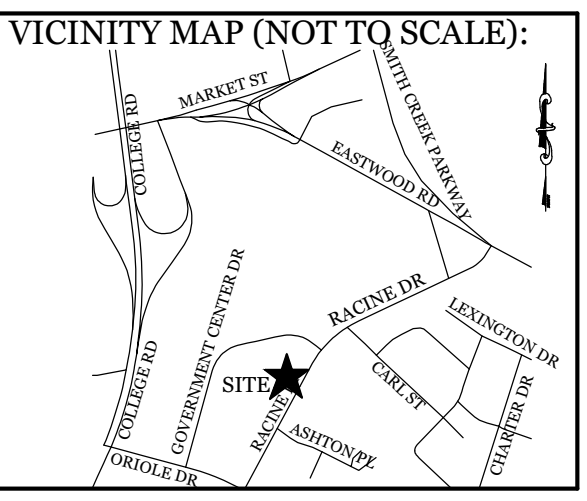 VICINITY MAP (NOT TO SCALE):
MARKET ST
SMITH CREEK PARKWAY
COLLEGE RD
EASTWOOD RD
GOVERNMENT CENTER DR
RACINE DR
LEXINGTON DR
SITE
CARL ST
COLLEGE RD
RACINE
ASHTON PL
CHARTER DR
ORIOLE DR